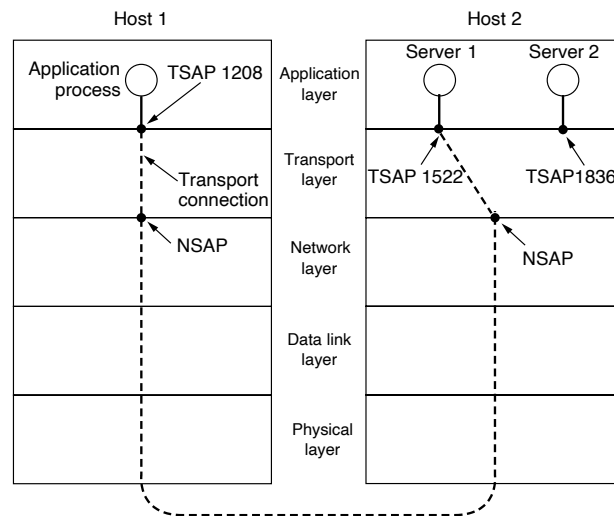 Host 1
Host 2
Application
process
TSAP 1208
Application
layer
Server 1
Server 2
Transport
connection
Transport
layer
TSAP 1522
TSAP1836
NSAP
Network
layer
NSAP
Data link
layer
Physical
layer